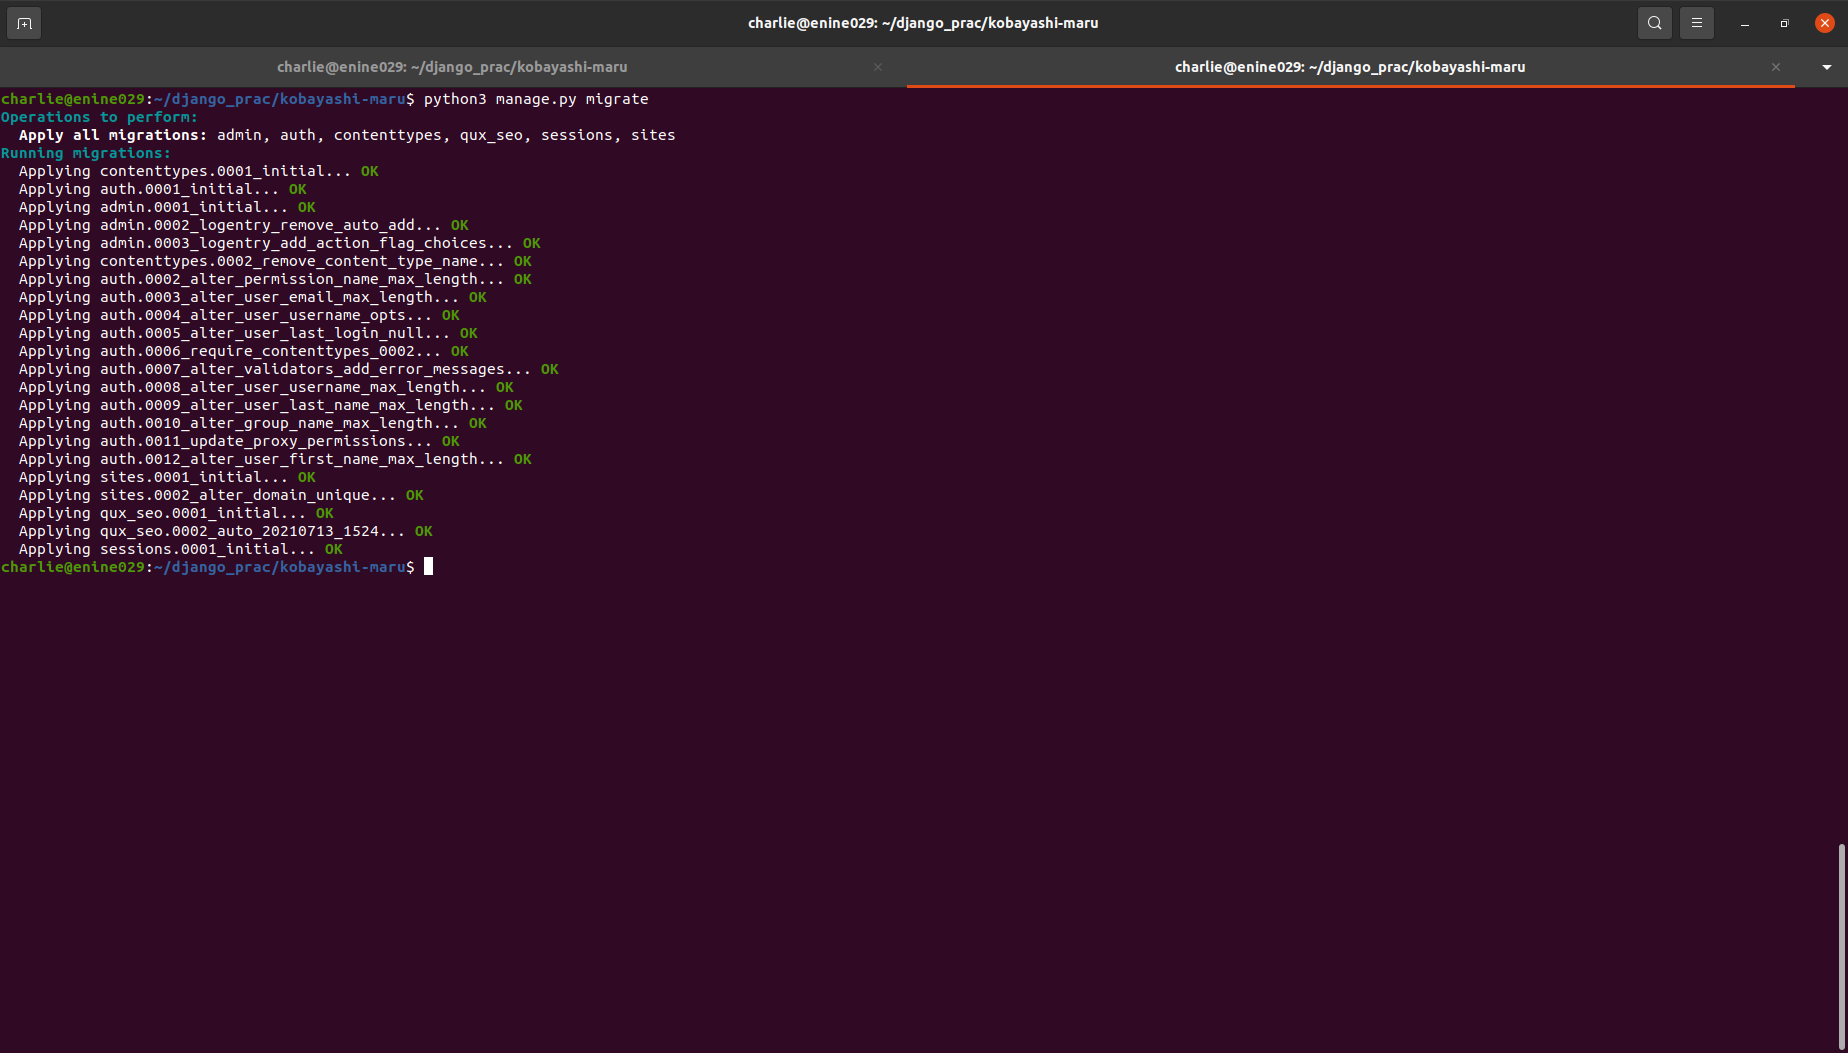 charlie@enine029: ~/django_prac/kobayashi-maru
charlie@enine029: ~/django_prac/kobayashi-maru
charlie@enine029: ~/django_prac/kobayashi-maru
charlie@enine029:~/django_prac/kobayashi-maru$ python3 manage.py migrate
Operations to perform:
  Apply all migrations: admin, auth, contenttypes, qux_seo, sessions, sites
Running migrations:
  Applying contenttypes.0001_initial... OK
  Applying auth.0001_initial... OK
  Applying admin.0001_initial... OK
  Applying admin.0002_logentry_remove_auto_add... OK
  Applying admin.0003_logentry_add_action_flag_choices... OK
  Applying contenttypes.0002_remove_content_type_name... OK
  Applying auth.0002_alter_permission_name_max_length... OK
  Applying auth.0003_alter_user_email_max_length... OK
  Applying auth.0004_alter_user_username_opts... OK
  Applying auth.0005_alter_user_last_login_null... OK
  Applying auth.0006_require_contenttypes_0002... OK
  Applying auth.0007_alter_validators_add_error_messages... OK
  Applying auth.0008_alter_user_username_max_length... OK
  Applying auth.0009_alter_user_last_name_max_length... OK
  Applying auth.0010_alter_group_name_max_length... OK
  Applying auth.0011_update_proxy_permissions... OK
  Applying auth.0012_alter_user_first_name_max_length... OK
  Applying sites.0001_initial... OK
  Applying sites.0002_alter_domain_unique... OK
  Applying qux_seo.0001_initial... OK
  Applying qux_seo.0002_auto_20210713_1524... OK
  Applying sessions.0001_initial... OK
charlie@enine029:~/django_prac/kobayashi-maru$